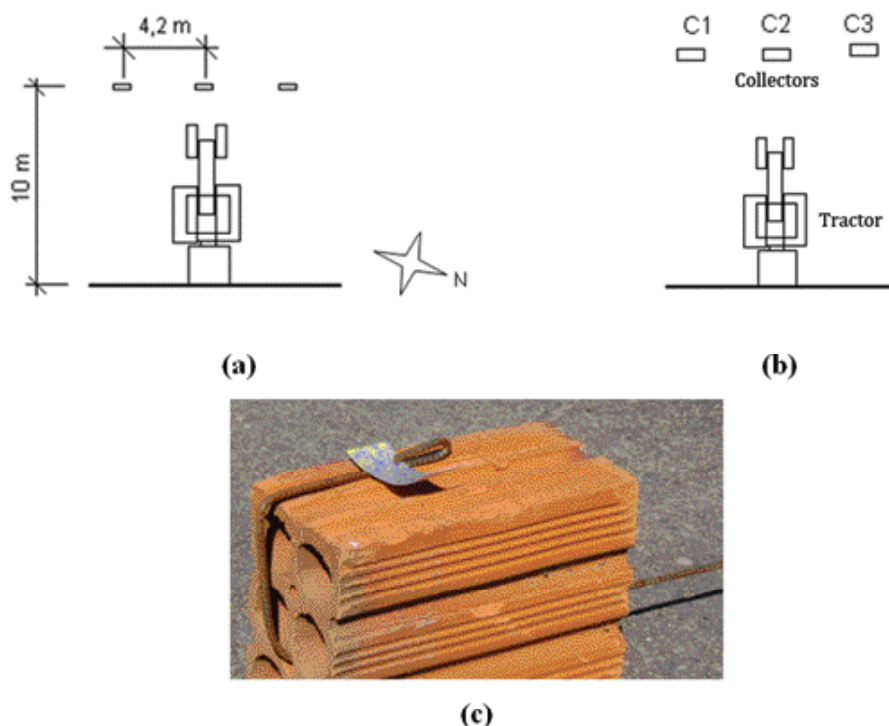 4,2 m
10 m
N
(a)
C1 C2 C3
Collectors
Tractor
(b)
(c)